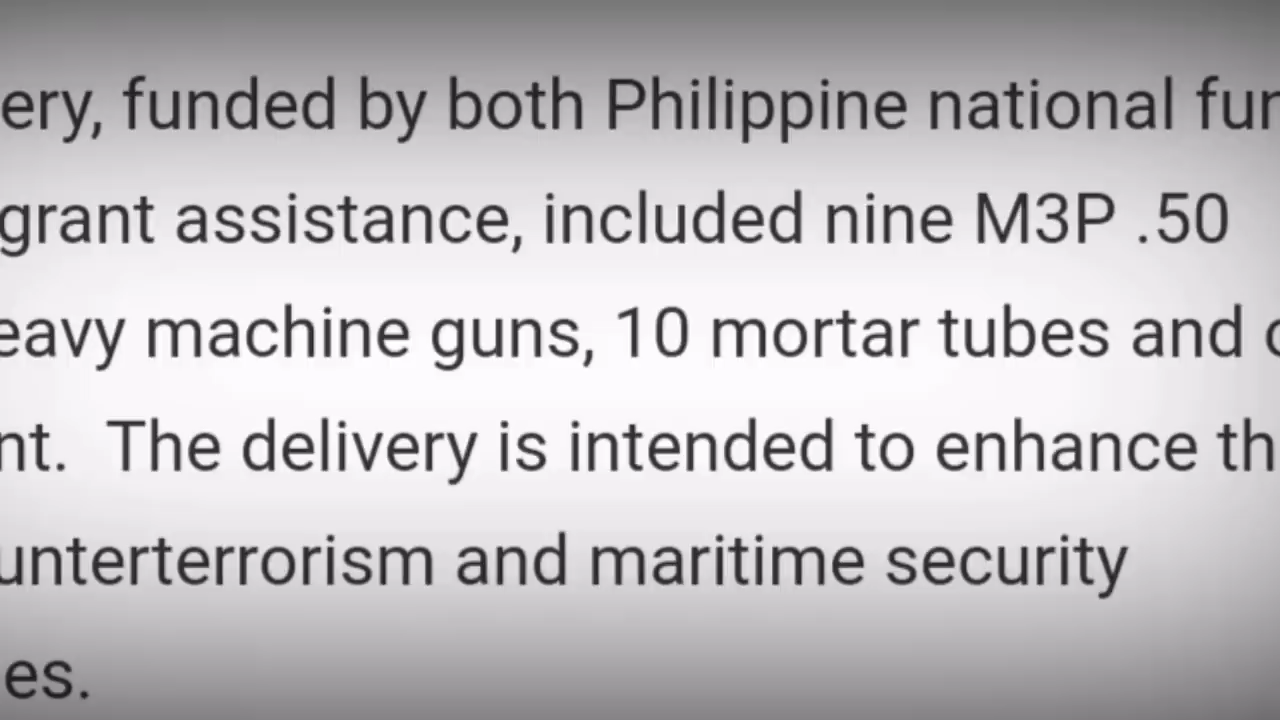 ery, funded by both Philippine national fun
grant assistance, included nine M3P .50
eavy machine guns, 10 mortar tubes and
nt. The delivery is intended to enhance th
unterterrorism and maritime security
es.